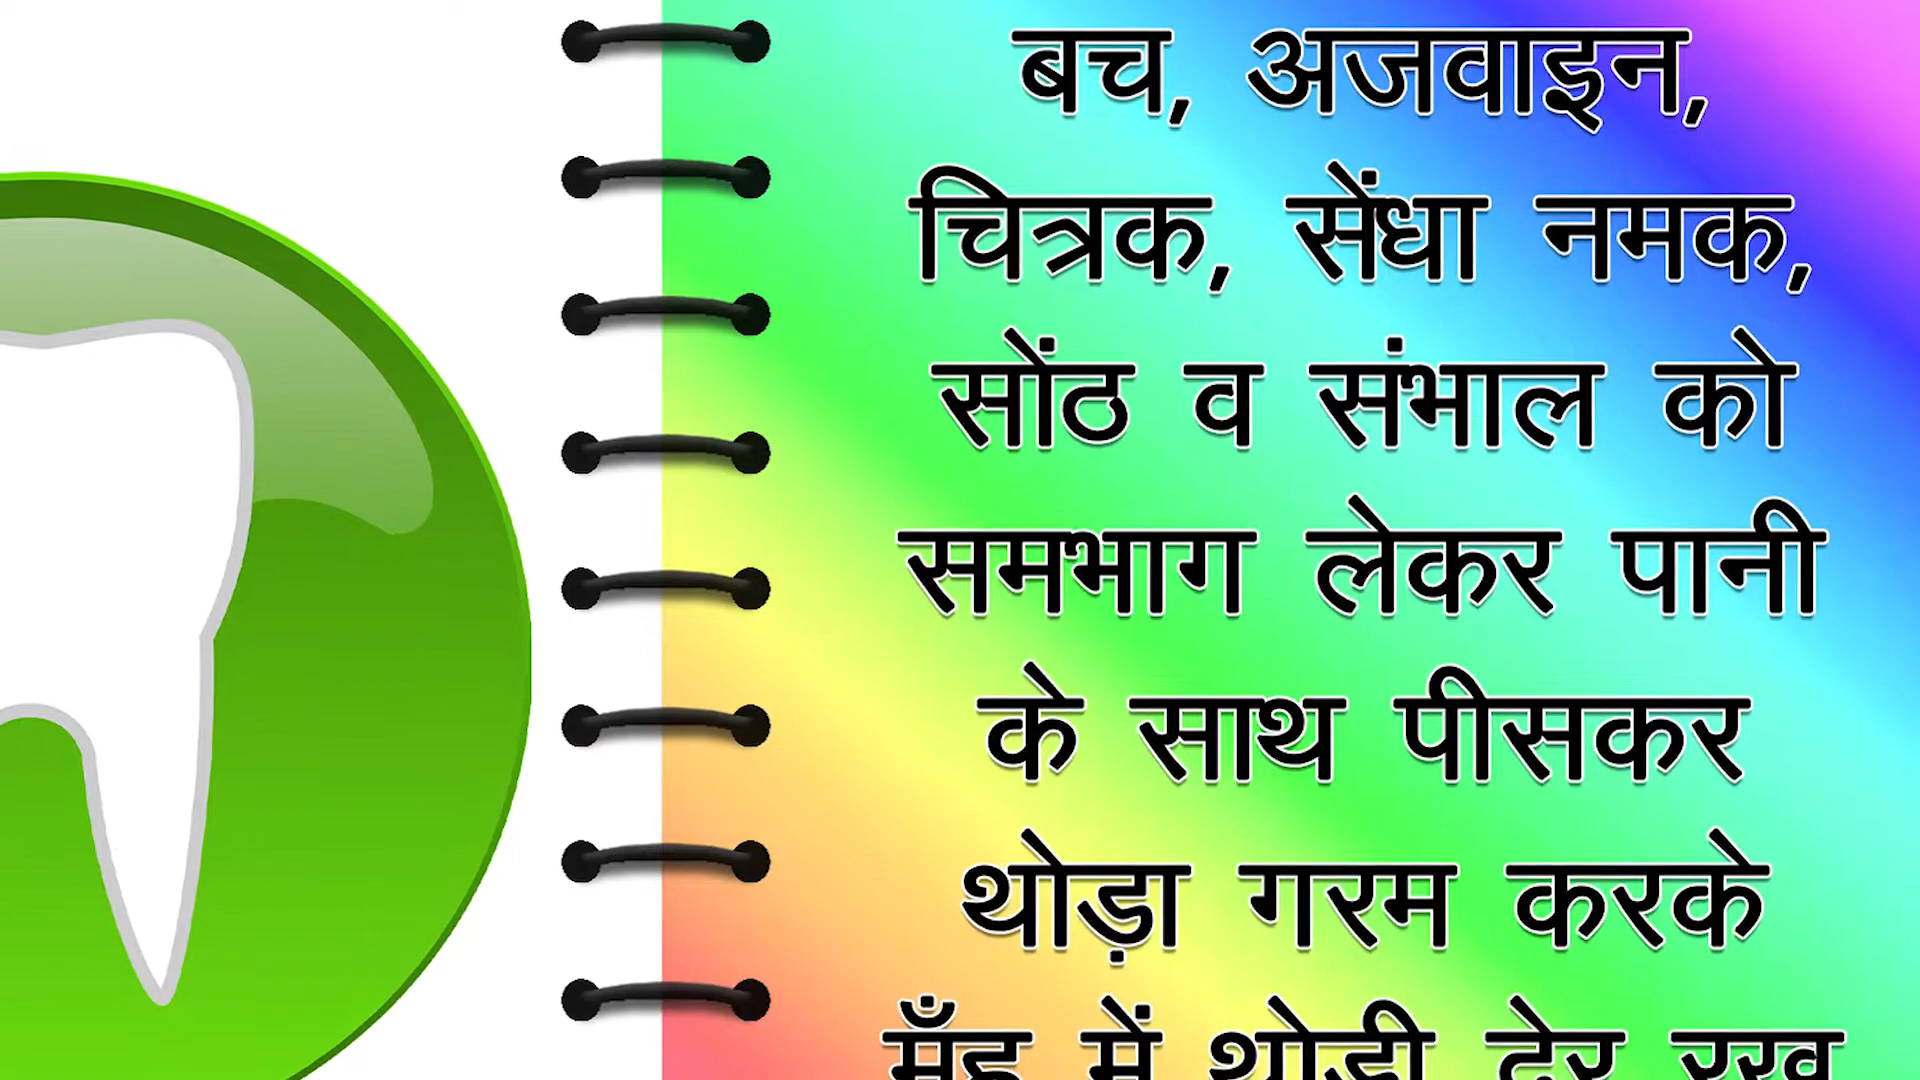 बच, अजवाइन,
चित्रक, सेंधा नमक,
सोंठ व संभाल को
समभाग लेकर पानी
के साथ पीसकर
थोड़ा गरम करके
मुँह में थोड़ी देर रख